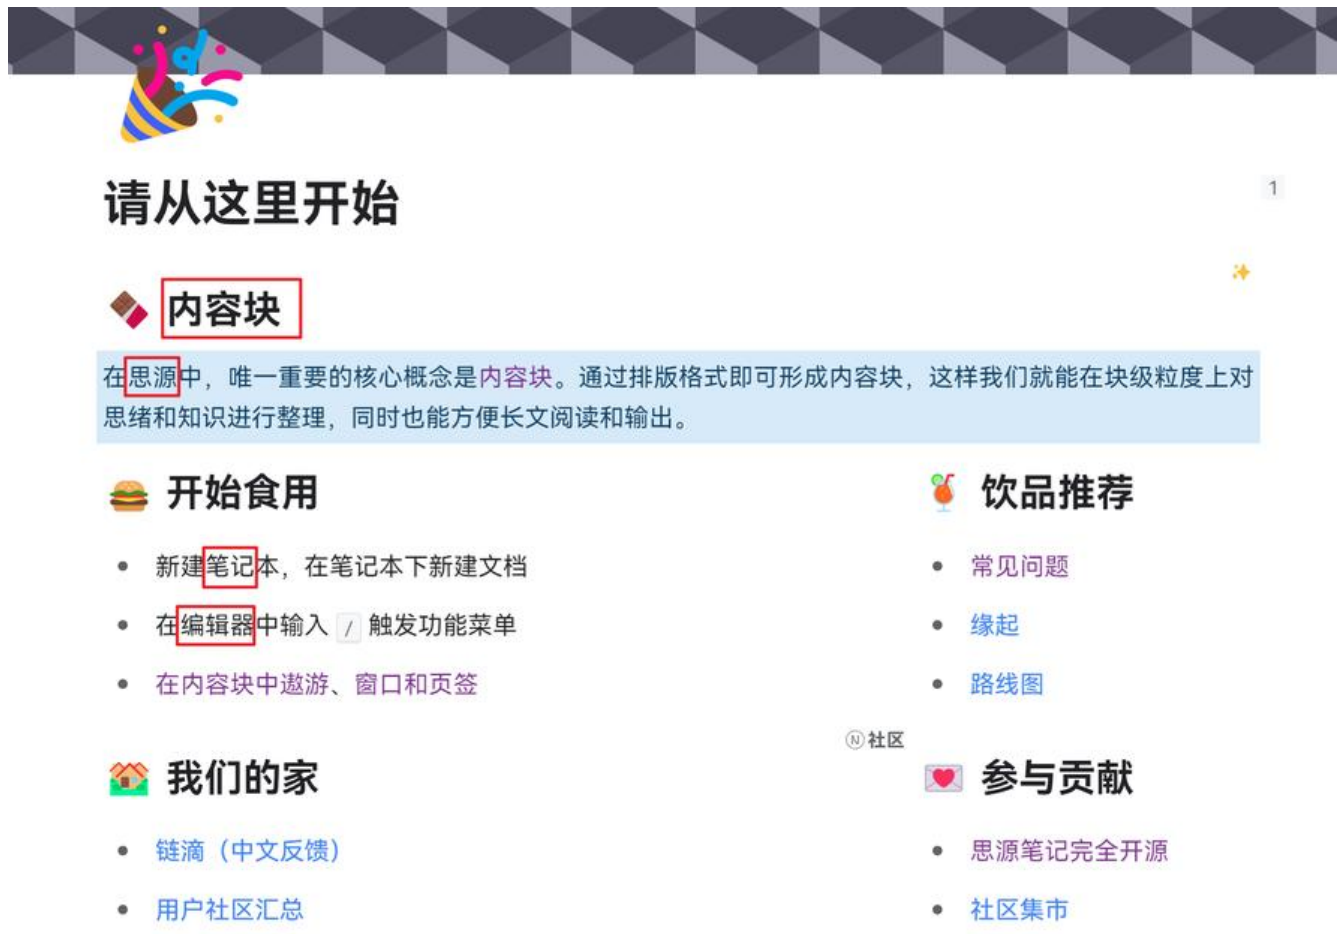 请从这里开始
1
内容块
在思源中，唯一重要的核心概念是内容块。通过排版格式即可形成内容块，这样我们就能在块级粒度上对
思绪和知识进行整理，同时也能方便长文阅读和输出。
开始食用
新建笔记本，在笔记本下新建文档
在编辑器中输入 / 触发功能菜单
在内容块中遨游、窗口和页签
饮品推荐
常见问题
缘起
路线图
Ⓝ社区
我们的家
链滴（中文反馈）
用户社区汇总
参与贡献
思源笔记完全开源
社区集市